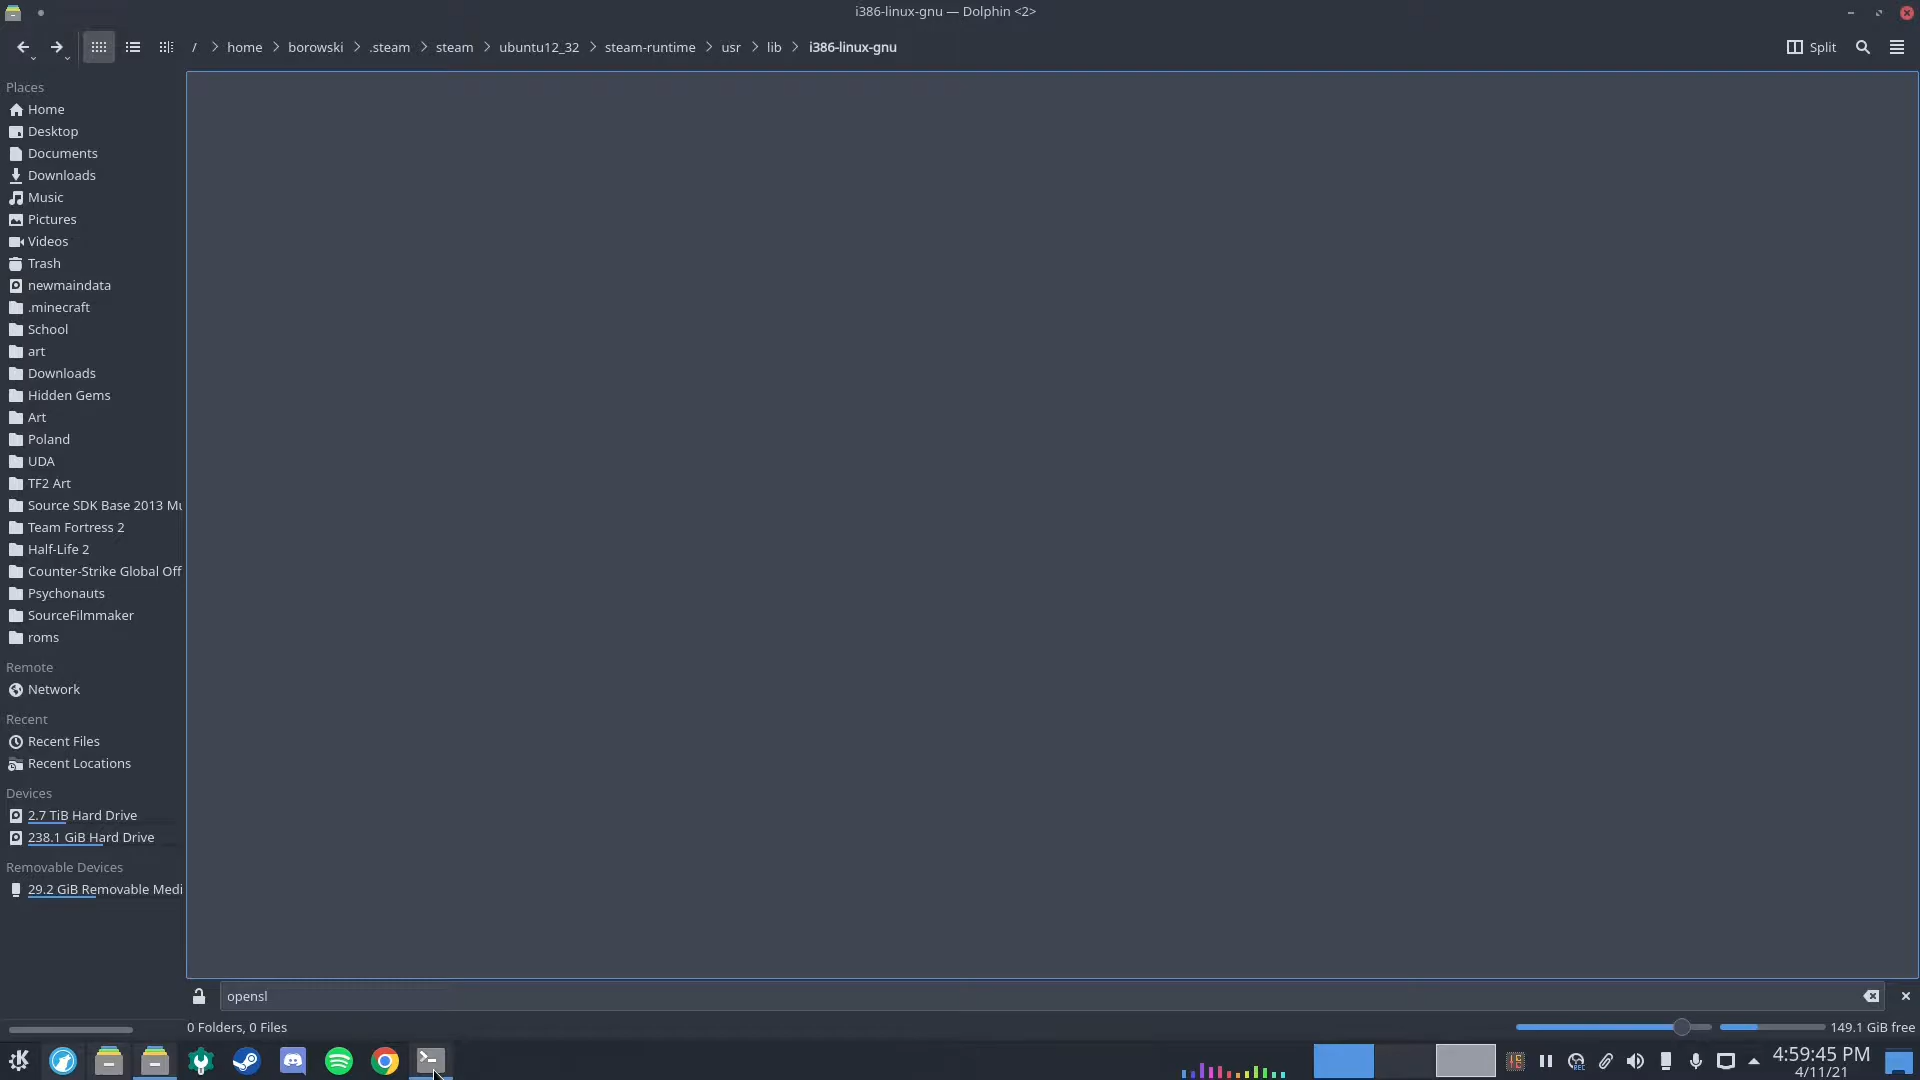 i386-linux-gnu — Dolphin <2>
/ home borowski .steam steam ubuntu12_32 steam-runtime usr lib i386-linux-gnu Split
Places
Home
Desktop
Documents
Downloads
Music
Pictures
Videos
Trash
newmaindata
.minecraft
School
art
Downloads
Hidden Gems
Art
Poland
UDA
TF2 Art
Source SDK Base 2013 Mu
Team Fortress 2
Half-Life 2
Counter-Strike Global Off
Psychonauts
SourceFilmmaker
roms
Remote
Network
Recent
Recent Files
Recent Locations
Devices
2.7 TiB Hard Drive
238.1 GiB Hard Drive
Removable Devices
29.2 GiB Removable Medi
opensl
0 Folders, 0 Files 149.1 GiB free
REC
4:59:45 PM
4/11/21